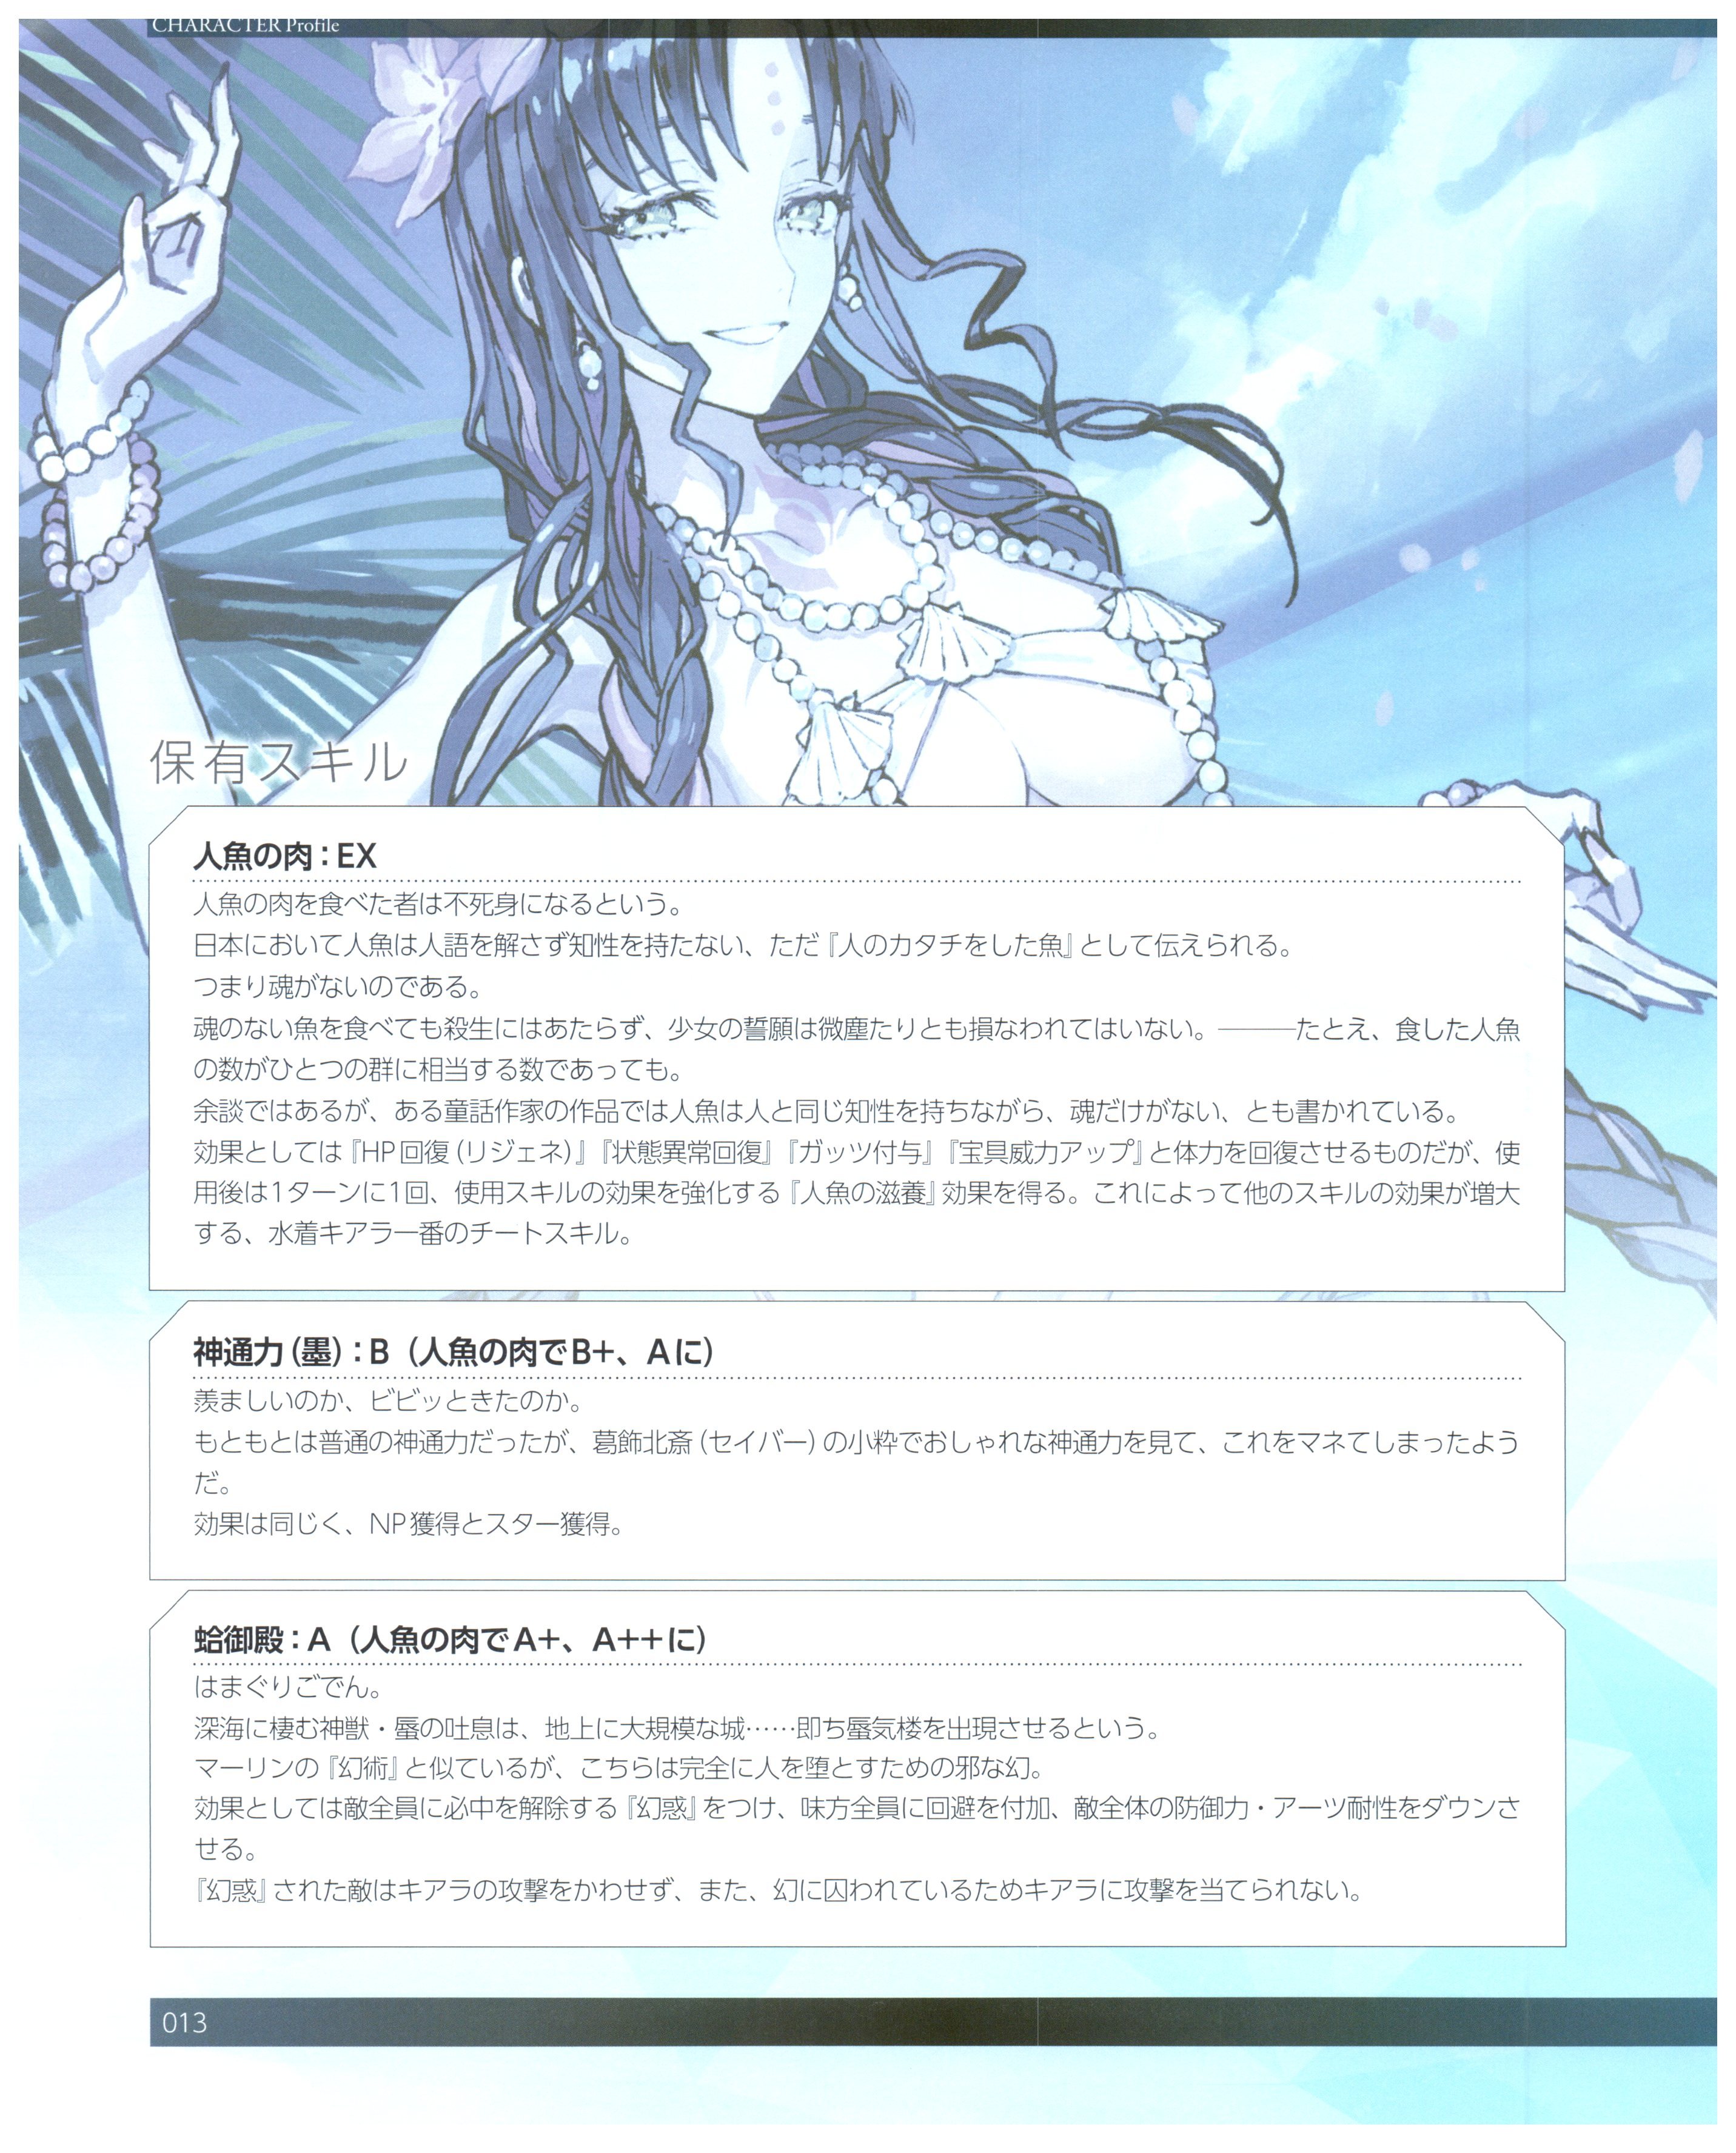 CHARACTER Profile
保有スキル
人魚の肉：EX
人魚の肉を食べた者は不死身になるという。
日本において人魚は人語を解さず知性を持たない、ただ『人のカタチをした魚』として伝えられる。
つまり魂がないのである。
魂のない魚を食べても殺生にはあたらず、少女の誓願は微塵たりとも損なわれてはいない。―――たとえ、食した人魚
の数がひとつの群に相当する数であっても。
余談ではあるが、ある童話作家の作品では人魚は人と同じ知性を持ちながら、魂だけがない、とも書かれている。
効果としては『HP回復（リジェネ）』『状態異常回復』『ガッツ付与』『宝具威力アップ』と体力を回復させるものだが、使
用後は1ターンに1回、使用スキルの効果を強化する『人魚の滋養』効果を得る。これによって他のスキルの効果が増大
する、水着キアラ一番のチートスキル。
神通力（墨）：B（人魚の肉でB+、Aに）
羨ましいのか、ビビッときたのか。
もともとは普通の神通力だったが、葛飾北斎（セイバー）の小粋でおしゃれな神通力を見て、これをマネてしまったよう
だ。
効果は同じく、NP獲得とスター獲得。
蛤御殿：A（人魚の肉でA+、A++に）
はまぐりごでん。
深海に棲む神獣・蜃の吐息は、地上に大規模な城……即ち蜃気楼を出現させるという。
マーリンの『幻術』と似ているが、こちらは完全に人を堕とすための邪な幻。
効果としては敵全員に必中を解除する『幻惑』をつけ、味方全員に回避を付加、敵全体の防御力・アーツ耐性をダウンさ
せる。
『幻惑』された敵はキアラの攻撃をかわせず、また、幻に囚われているためキアラに攻撃を当てられない。
013